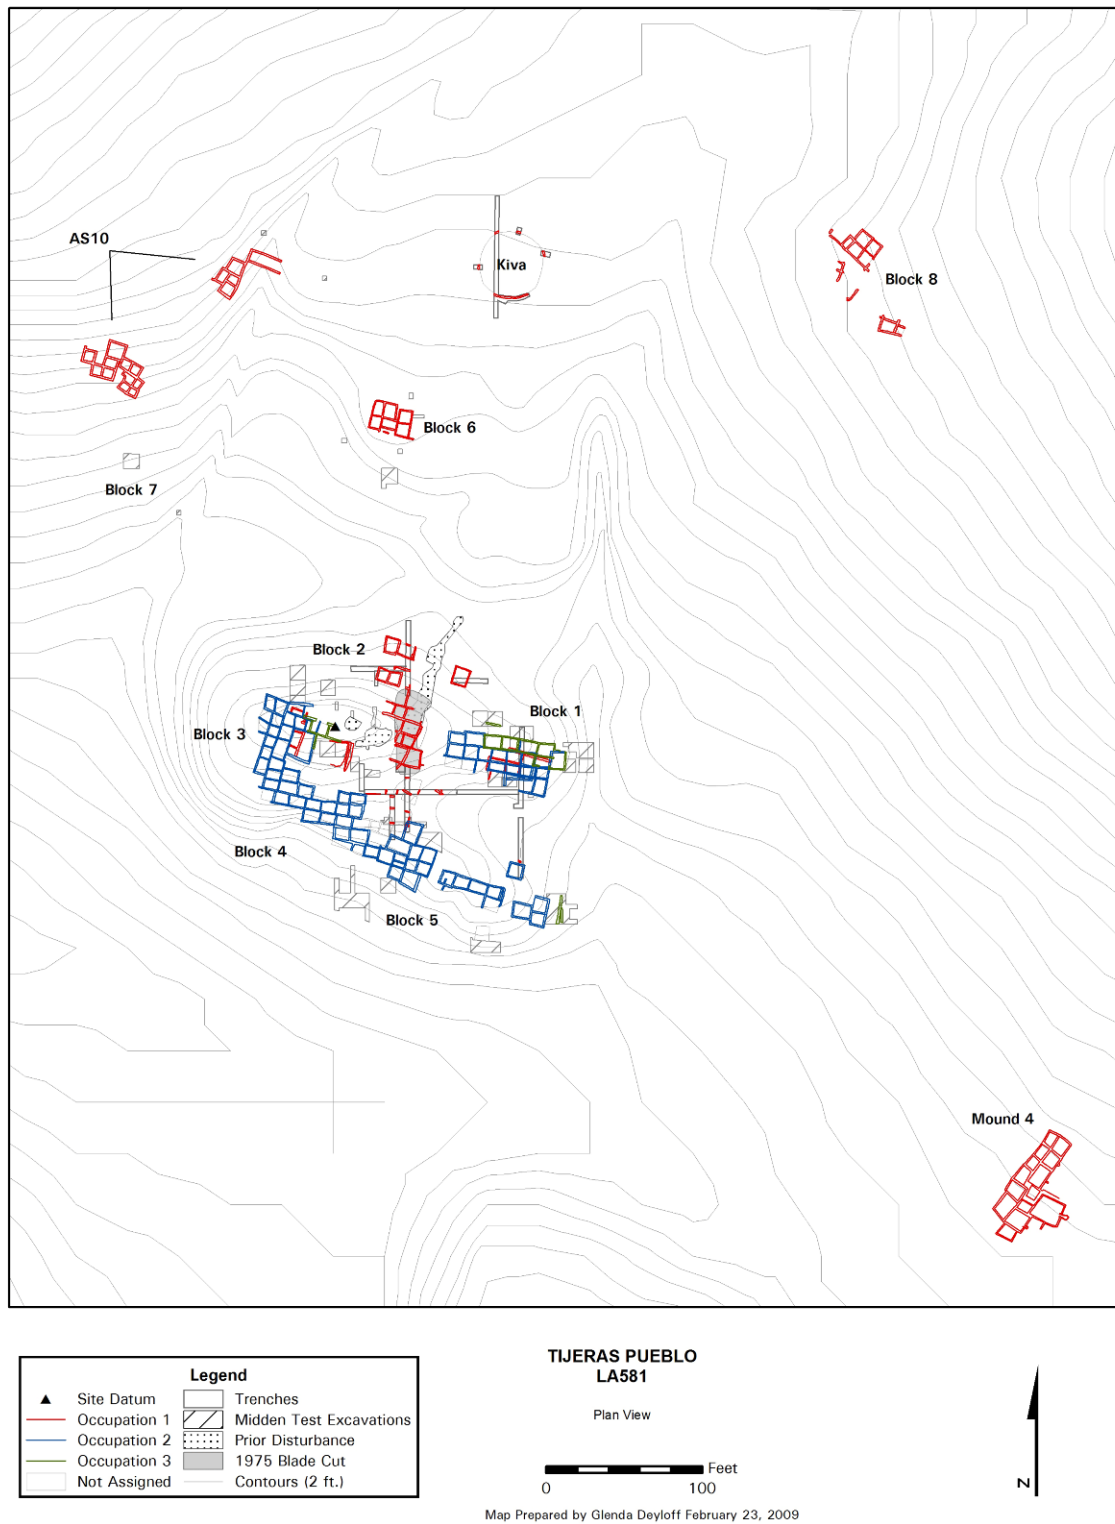 AS10
Kiva
Block 8
Block 6
Block 7
Block 2
Block 1
Block 3
Block 4
Block 5
Mound 4
Legend
Site Datum
Trenches
Occupation 1
Midden Test Excavations
Occupation 2
Prior Disturbance
Occupation 3
1975 Blade Cut
Not Assigned
Contours (2 ft.)
TIJERAS PUEBLO
LA581
Plan View
Feet
0 100
N
Map Prepared by Glenda Deyloff February 23, 2009